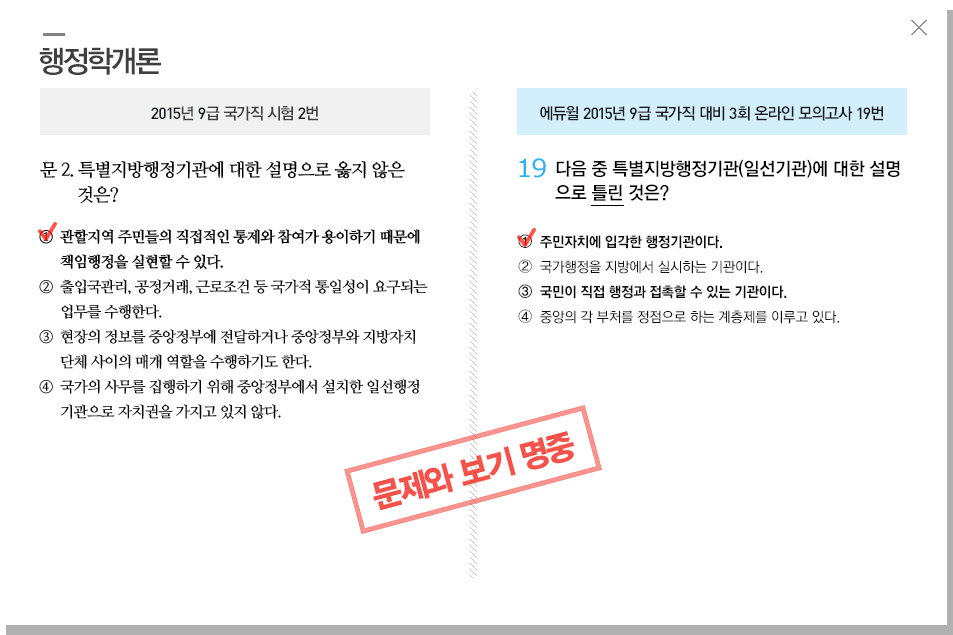 행정학개론
2015년 9급 국가직 시험 2번
문 2. 특별지방행정기관에 대한 설명으로 옳지 않은
것은?
① 관할지역 주민들의 직접적인 통제와 참여가 용이하기 때문에
책임행정을 실현할 수 있다.
② 출입국관리, 공정거래, 근로조건 등 국가적 통일성이 요구되는
업무를 수행한다.
③ 현장의 정보를 중앙정부에 전달하거나 중앙정부와 지방자치
단체 사이의 매개 역할을 수행하기도 한다.
④ 국가의 사무를 집행하기 위해 중앙정부에서 설치한 일선행정
기관으로 자치권을 가지고 있지 않다.
에듀윌 2015년 9급 국가직 대비 3회 온라인 모의고사 19번
19 다음 중 특별지방행정기관(일선기관)에 대한 설명
으로 틀린 것은?
① 주민자치에 입각한 행정기관이다.
② 국가행정을 지방에서 실시하는 기관이다.
③ 국민이 직접 행정과 접촉할 수 있는 기관이다.
④ 중앙의 각 부처를 정점으로 하는 계층제를 이루고 있다.
문제와 보기 명중